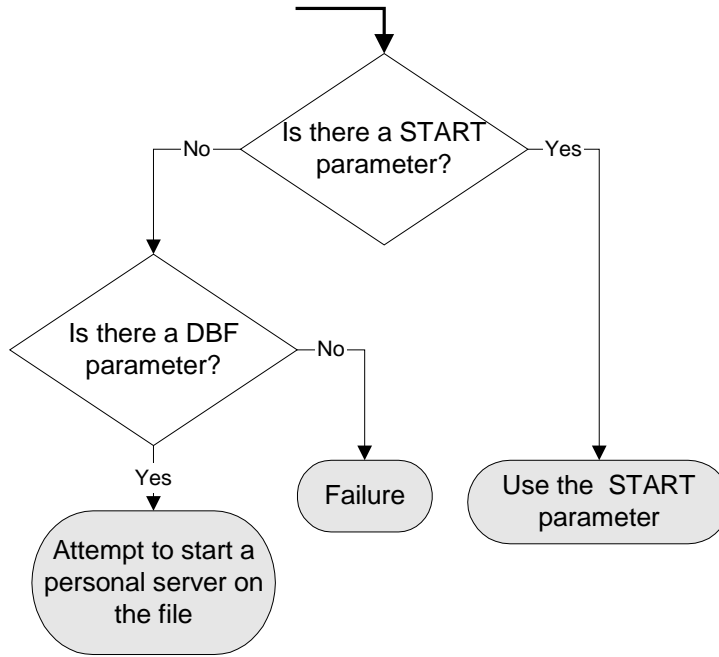 Is there a START
parameter?
No
Yes
Is there a DBF
parameter?
No
Yes
Failure
Use the START
parameter
Attempt to start a
personal server on
the file